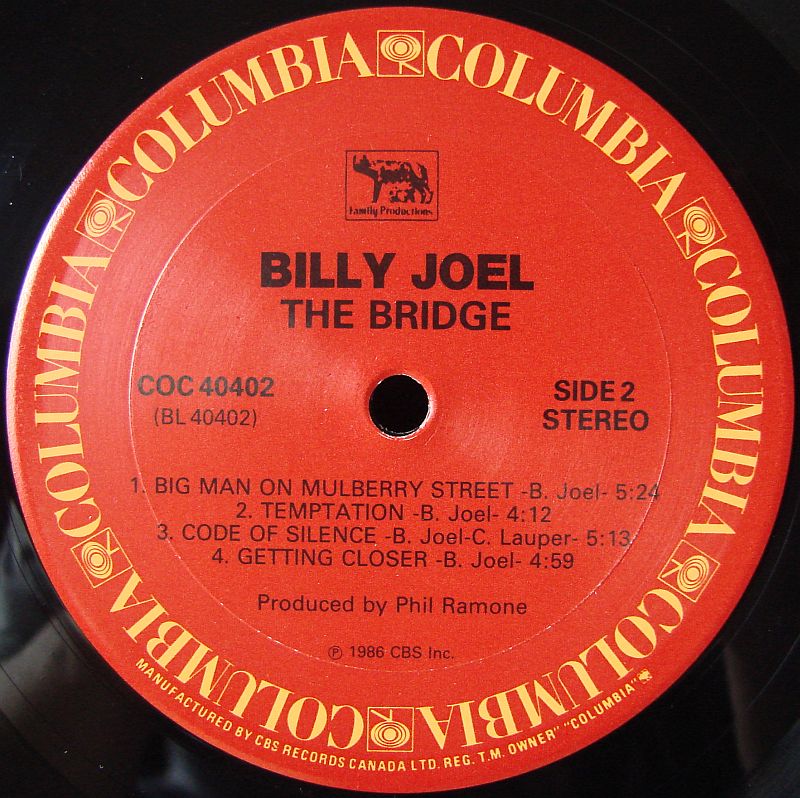 COLUMBIA COLUMBIA COLUMBIA COLUMBIA COLUMBIA COLUMBIA COLUMBIA COLUMBIA
Family Productions
BILLY JOEL
THE BRIDGE
COC 40402
(BL 40402)
SIDE 2
STEREO
1. BIG MAN ON MULBERRY STREET -B. Joel- 5:24
2. TEMPTATION -B. Joel- 4:12
3. CODE OF SILENCE -B. Joel-C. Lauper- 5:13
4. GETTING CLOSER -B. Joel- 4:59
Produced by Phil Ramone
℗ 1986 CBS Inc.
MANUFACTURED BY CBS RECORDS CANADA LTD. REG. T.M. OWNER" "COLUMBIA"